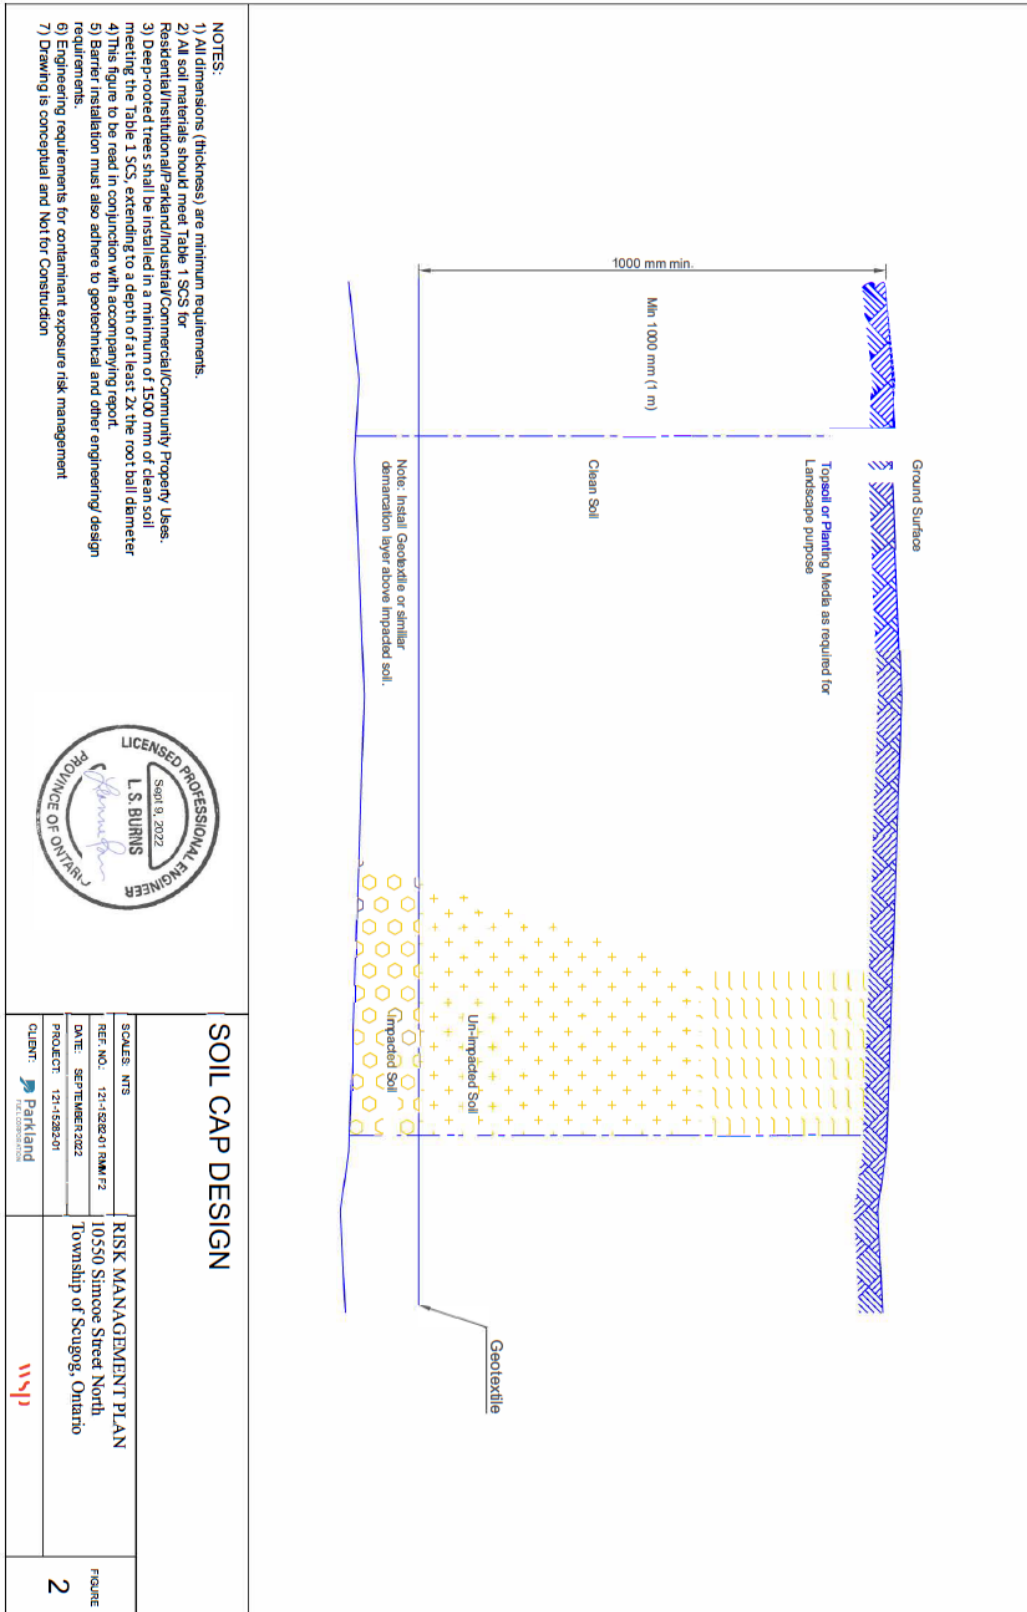 Ground Surface
Topsoil or Planting Media as required for
Landscape purpose
1000 mm min.
Min 1000 mm (1 m)
Clean Soil
Un-impacted Soil
Note: Install Geotextile or similiar
demarcation layer above impacted soil.
Impacted Soil
Geotextile
NOTES:
1) All dimensions (thickness) are minimum requirements.
2) All soil materials should meet Table 1 SCS for
Residential/Institutional/Parkland/Industrial/Commercial/Community Property Uses.
3) Deep-rooted trees shall be installed in a minimum of 1500 mm of clean soil
meeting the Table 1 SCS, extending to a depth of at least 2x the root ball diameter
4)This figure to be read in conjunction with accompanying report.
5) Barrier installation must also adhere to geotechnical and other engineering/ design
requirements.
6) Engineering requirements for contaminant exposure risk management
7) Drawing is conceptual and Not for Construction
LICENSED PROFESSIONAL ENGINEER
Sept 9, 2022
L.S. BURNS
PROVINCE OF ONTARIO
SOIL CAP DESIGN
SCALES: NTS
REF. NO.: 121-15282-01 RMM F2
DATE: SEPTEMBER 2022
PROJECT: 121-15282-01
CLIENT: Parkland
FUEL CORPORATION
RISK MANAGEMENT PLAN
10550 Simcoe Street North
Township of Scugog, Ontario
wsp
FIGURE
2